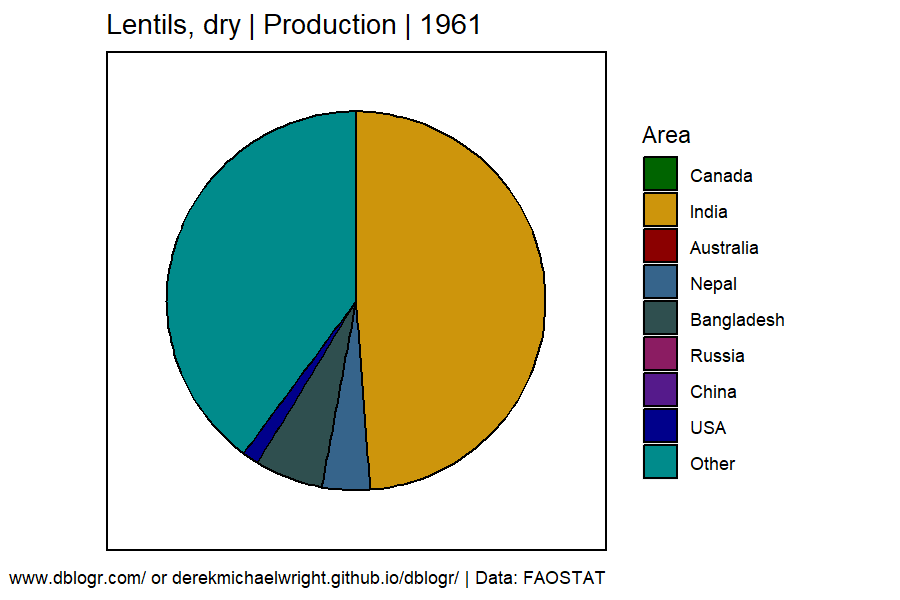 Lentils, dry | Production | 1961
Area
Canada
India
Australia
Nepal
Bangladesh
Russia
China
USA
Other
www.dblogr.com/ or derekmichaelwright.github.io/dblogr/ | Data: FAOSTAT